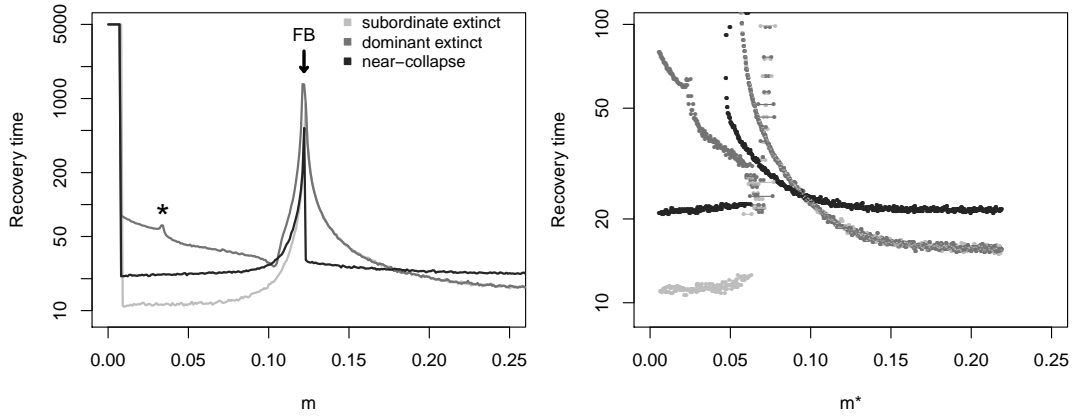 subordinate extinct
dominant extinct
near−collapse
FB
*
Recovery time
5000
1000
200
50
10
0.00 0.05 0.10 0.15 0.20 0.25
m
Recovery time
100
50
20
10
0.00 0.05 0.10 0.15 0.20 0.25
m*